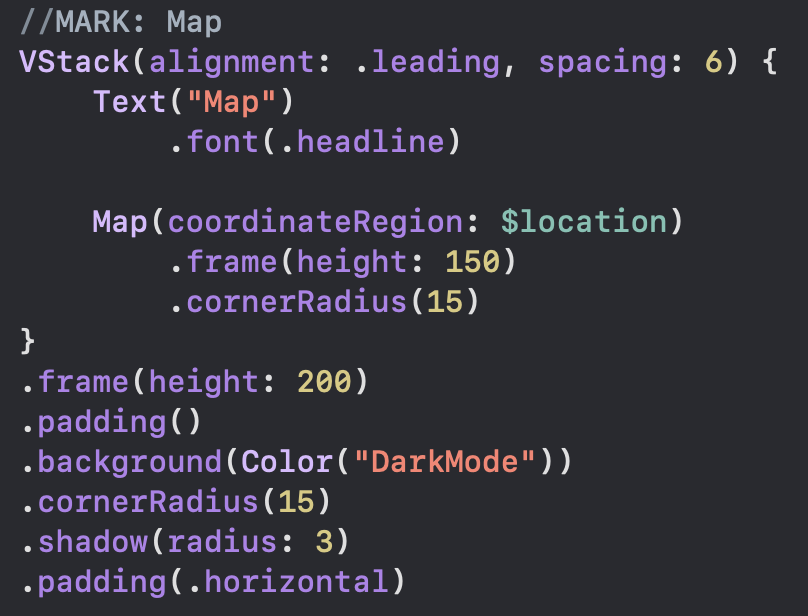 //MARK: Map
VStack(alignment: .leading, spacing: 6) {
    Text("Map")
        .font(.headline)

    Map(coordinateRegion: $location)
        .frame(height: 150)
        .cornerRadius(15)
}
.frame(height: 200)
.padding()
.background(Color("DarkMode"))
.cornerRadius(15)
.shadow(radius: 3)
.padding(.horizontal)